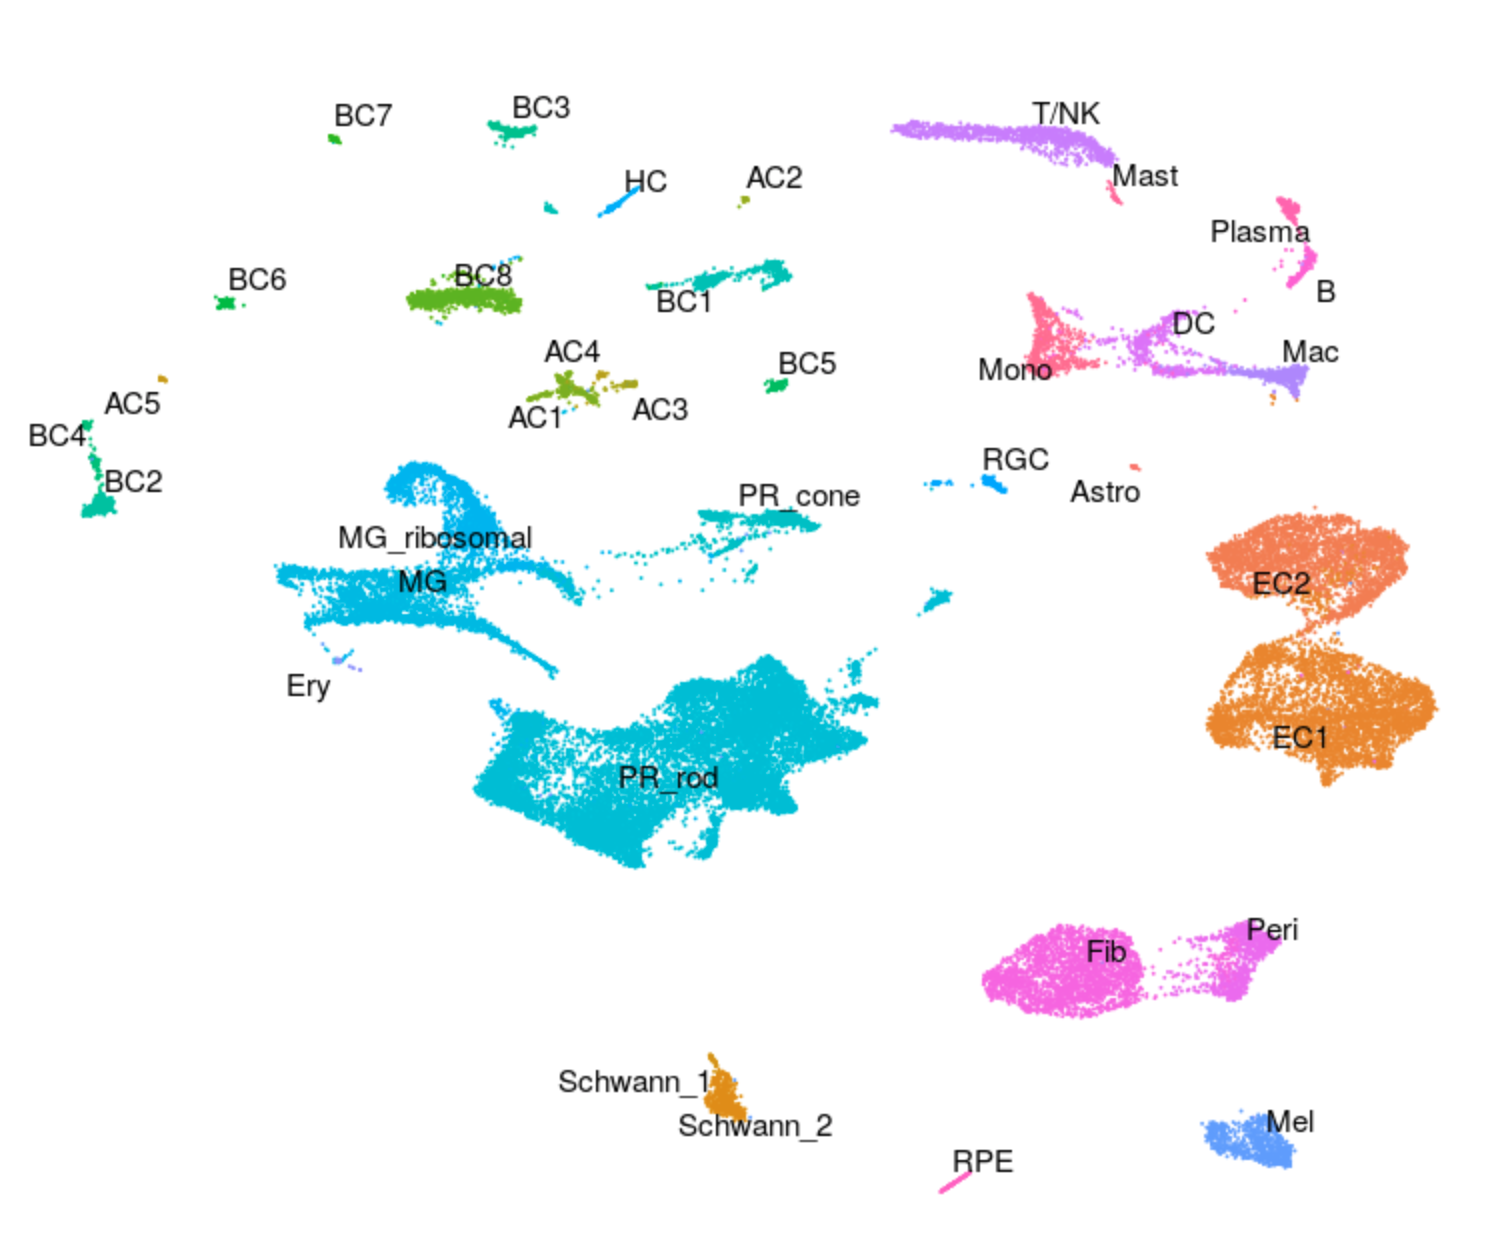 BC7
BC3
T/NK
HC
AC2
Mast
Plasma
BC6
BC8
BC1
B
DC
Mono
Mac
AC4
BC5
AC5
AC1
AC3
BC4
BC2
RGC
Astro
PR_cone
MG_ribosomal
MG
EC2
Ery
EC1
PR_rod
Peri
Fib
Schwann_1
Schwann_2
Mel
RPE